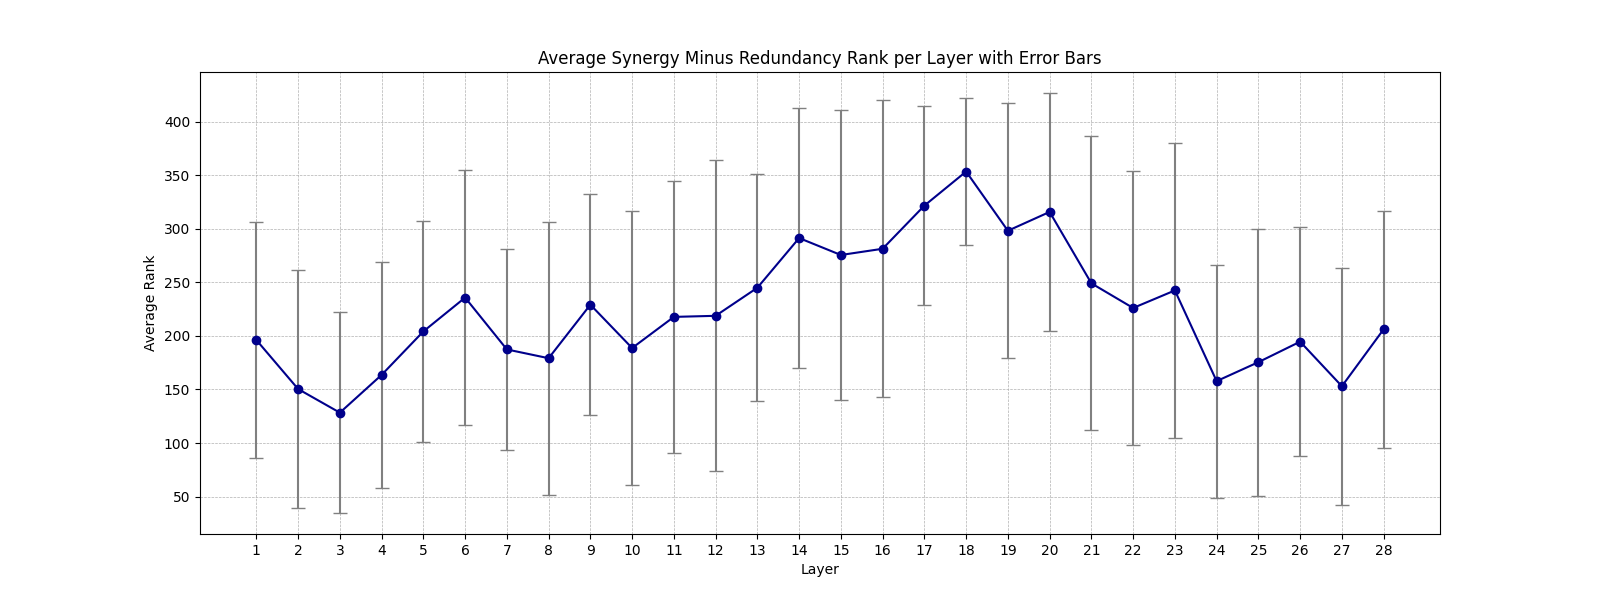 Average Synergy Minus Redundancy Rank per Layer with Error Bars
Average Rank
400
350
300
250
200
150
100
50
1 2 3 4 5 6 7 8 9 10 11 12 13 14 15 16 17 18 19 20 21 22 23 24 25 26 27 28
Layer